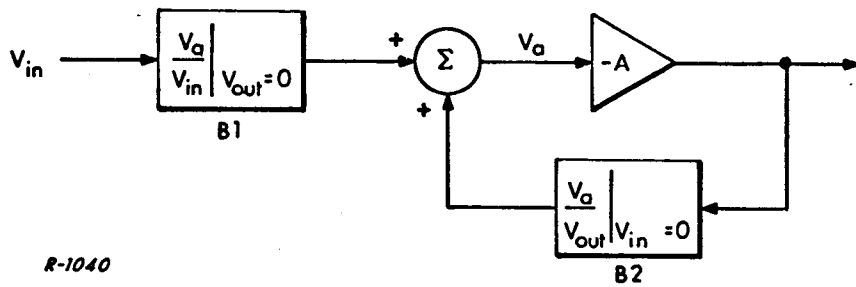 V_in
V_a
V_in
V_out = 0
B1
+
+
Σ
V_a
-A
V_a
V_out
V_in = 0
B2
R-1040